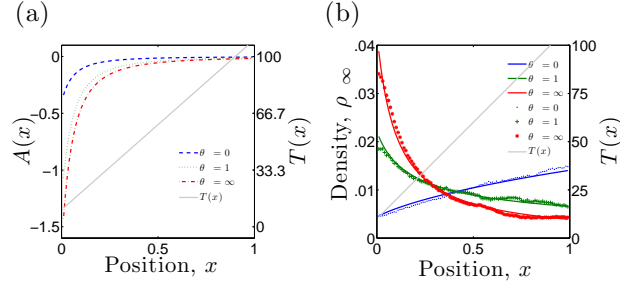 (a)
(b)
0
−0.5
−1
−1.5
A(x)
100
66.7
33.3
0
T(x)
θ = 0
θ = 1
θ = ∞
T(x)
0 0.5 1
Position, x
.04
.03
.02
.01
0
Density, ρ∞
100
75
50
25
0
T(x)
θ = 0
θ = 1
θ = ∞
θ = 0
θ = 1
θ = ∞
T(x)
0 0.5 1
Position, x